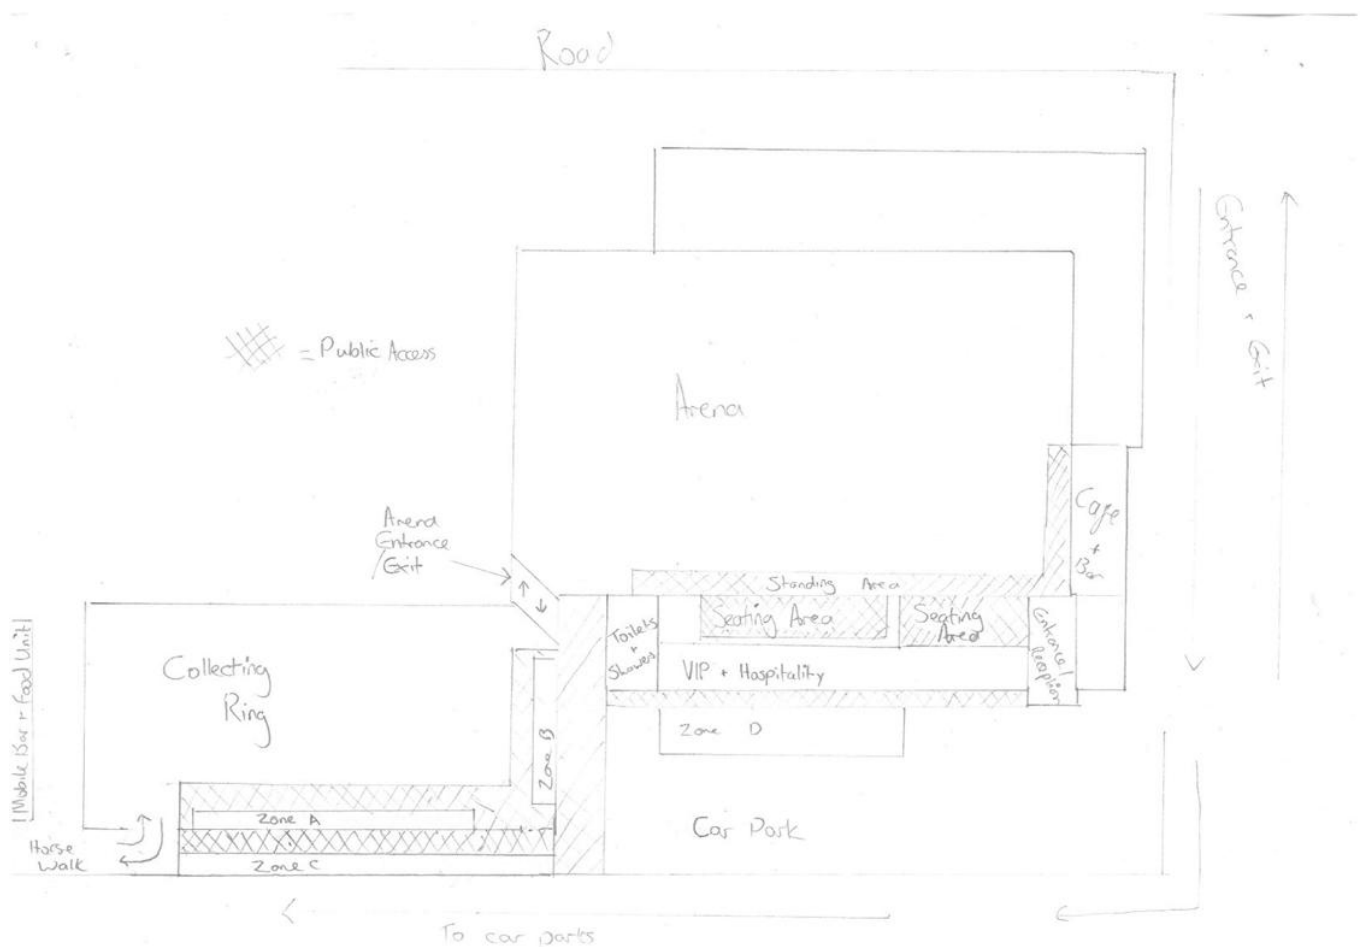 Road
Entrance + Exit
= Public Access
Arena
Arena
Entrance
/Exit
Cafe
+
Bar
Standing Area
Seating Area
Seating
Area
Toilets
+
Showers
Entrance/
Reception
VIP + Hospitality
Collecting
Ring
Mobile Bar + Food Unit
Zone B
Zone D
Zone A
Car Park
Horse
Walk
Zone C
To car parks